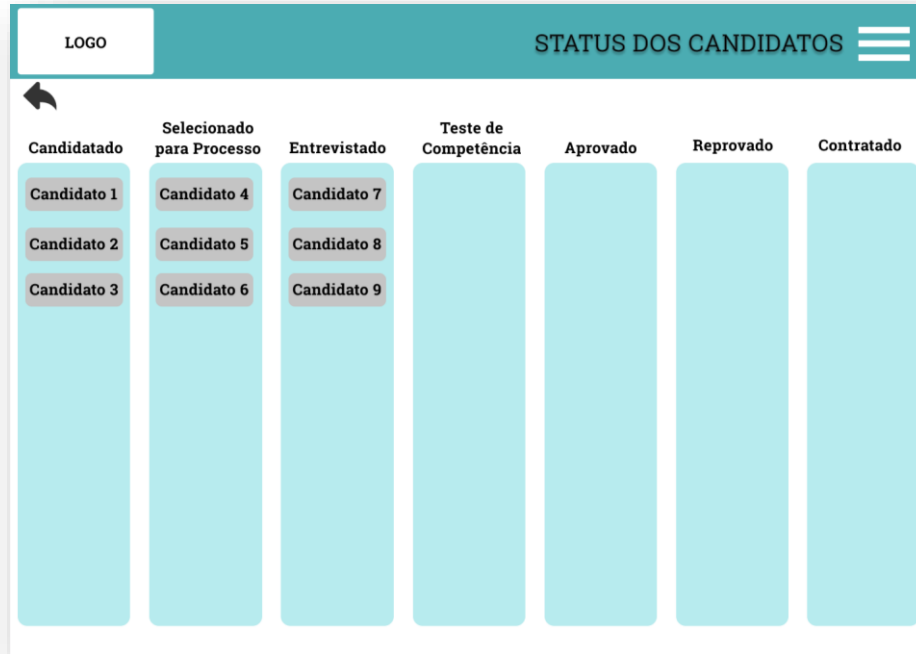 LOGO
STATUS DOS CANDIDATOS
Candidatado
Selecionado
para Processo
Entrevistado
Teste de
Competência
Aprovado
Reprovado
Contratado
Candidato 1
Candidato 4
Candidato 7
Candidato 2
Candidato 5
Candidato 8
Candidato 3
Candidato 6
Candidato 9